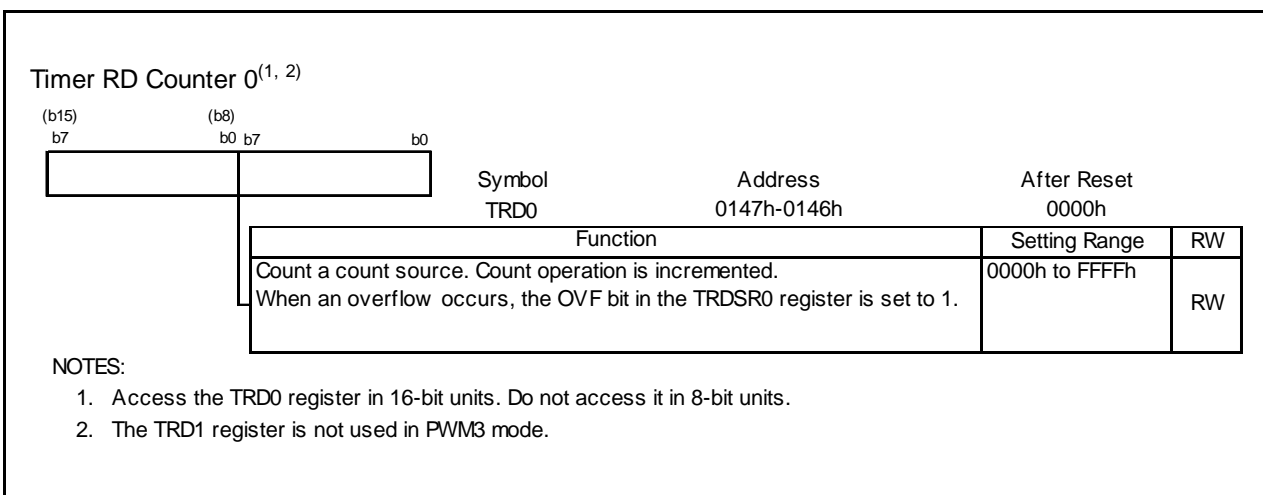 Timer RD Counter 0(1, 2)
(b15) (b8)
b7 b0 b7 b0
Symbol Address After Reset
TRD0 0147h-0146h 0000h
Function Setting Range RW
Count a count source. Count operation is incremented. 0000h to FFFFh
When an overflow occurs, the OVF bit in the TRDSR0 register is set to 1. RW
NOTES:
1. Access the TRD0 register in 16-bit units. Do not access it in 8-bit units.
2. The TRD1 register is not used in PWM3 mode.